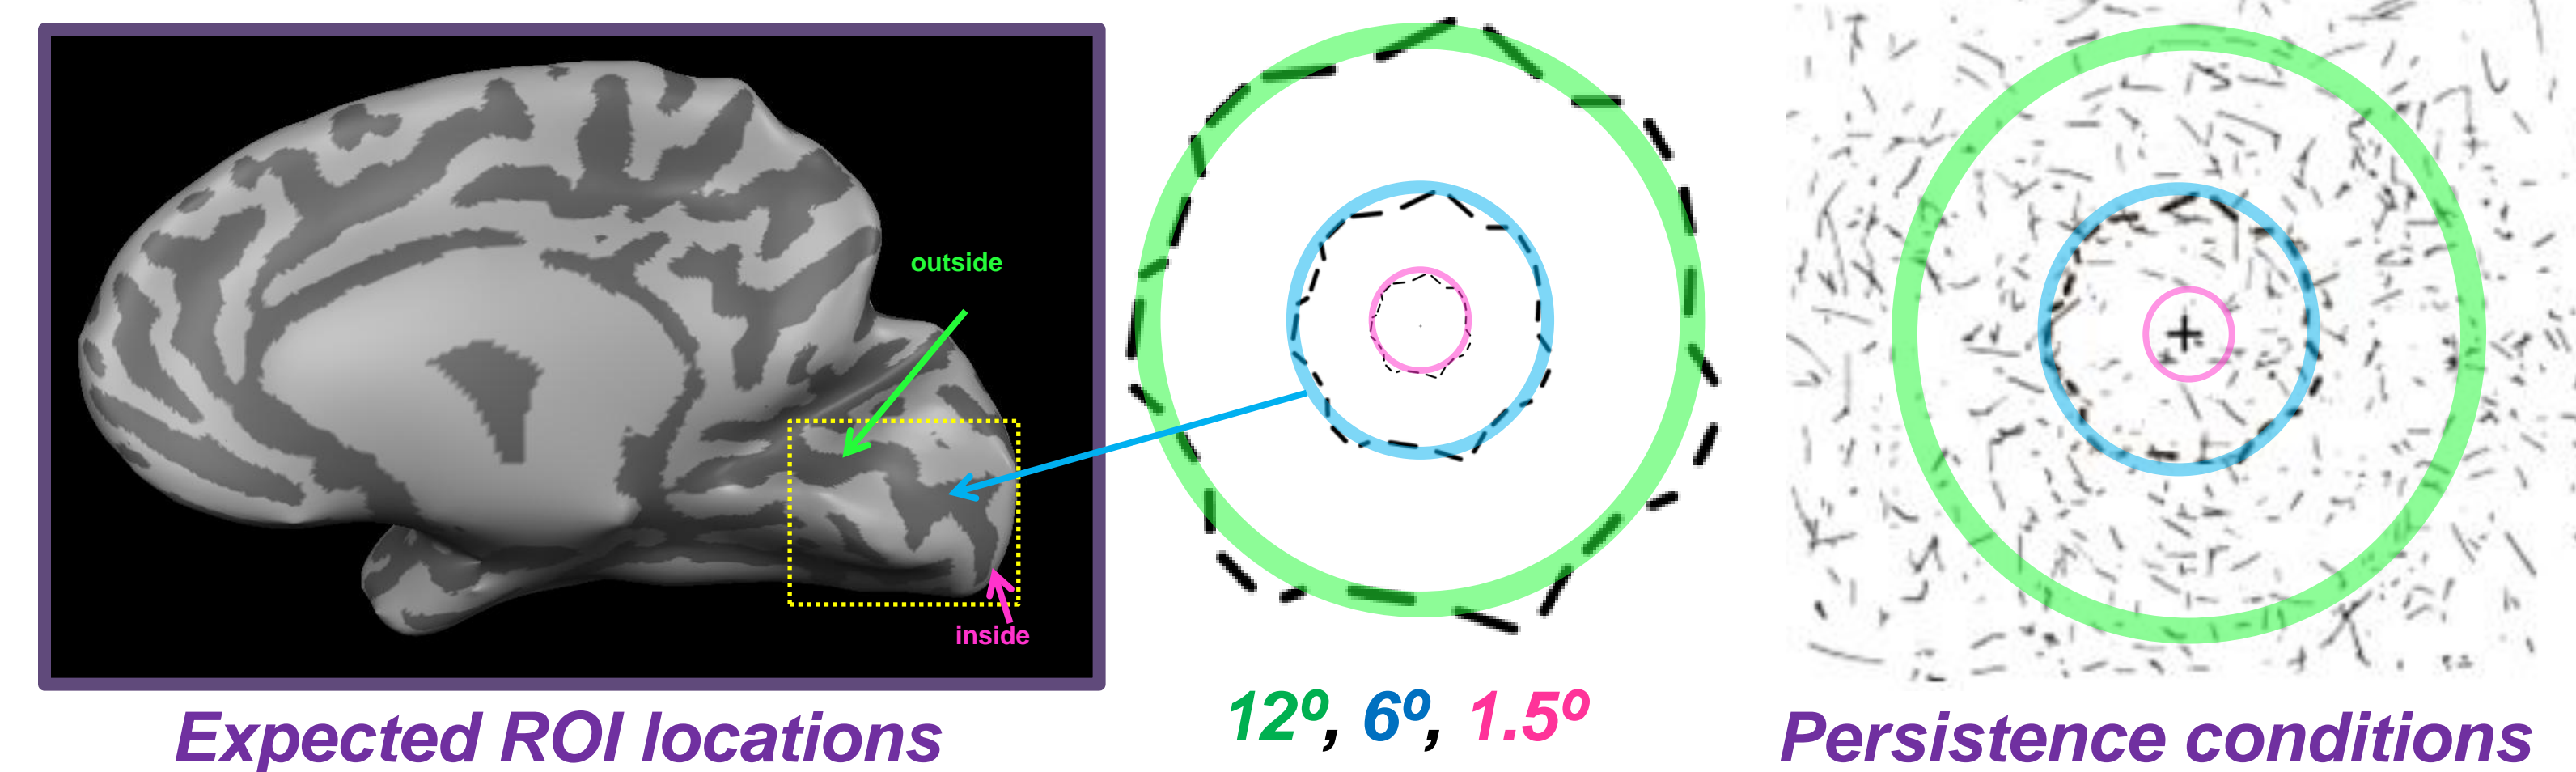 outside
inside
Expected ROI locations
12º, 6º, 1.5º
Persistence conditions